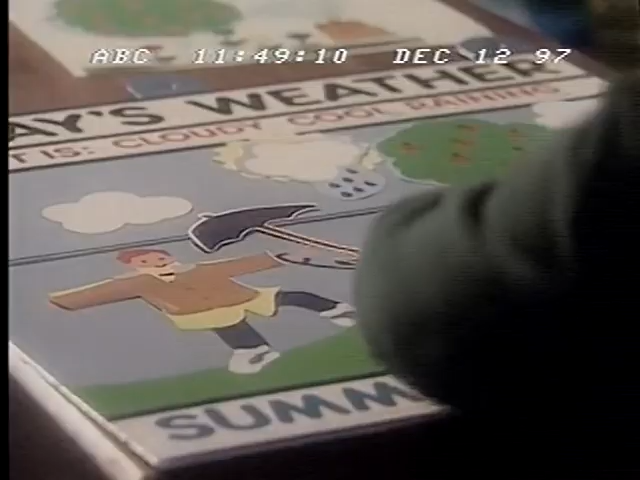 ABC 11:49:10 DEC 12 97
AY'S WEATHER
T IS: CLOUDY COOL RAINING
SUMM